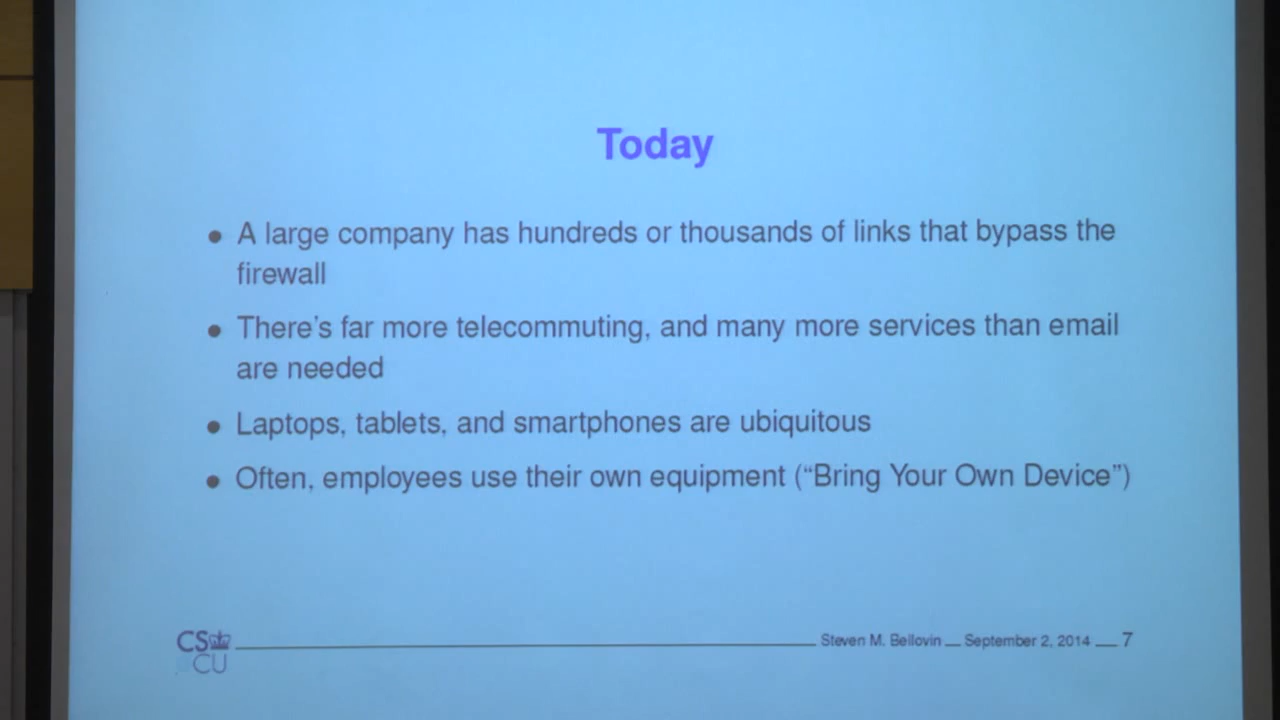 Today
• A large company has hundreds or thousands of links that bypass the
firewall
• There's far more telecommuting, and many more services than email
are needed
• Laptops, tablets, and smartphones are ubiquitous
• Often, employees use their own equipment (“Bring Your Own Device”)
CS
CU
Steven M. Bellovin __ September 2, 2014 __ 7